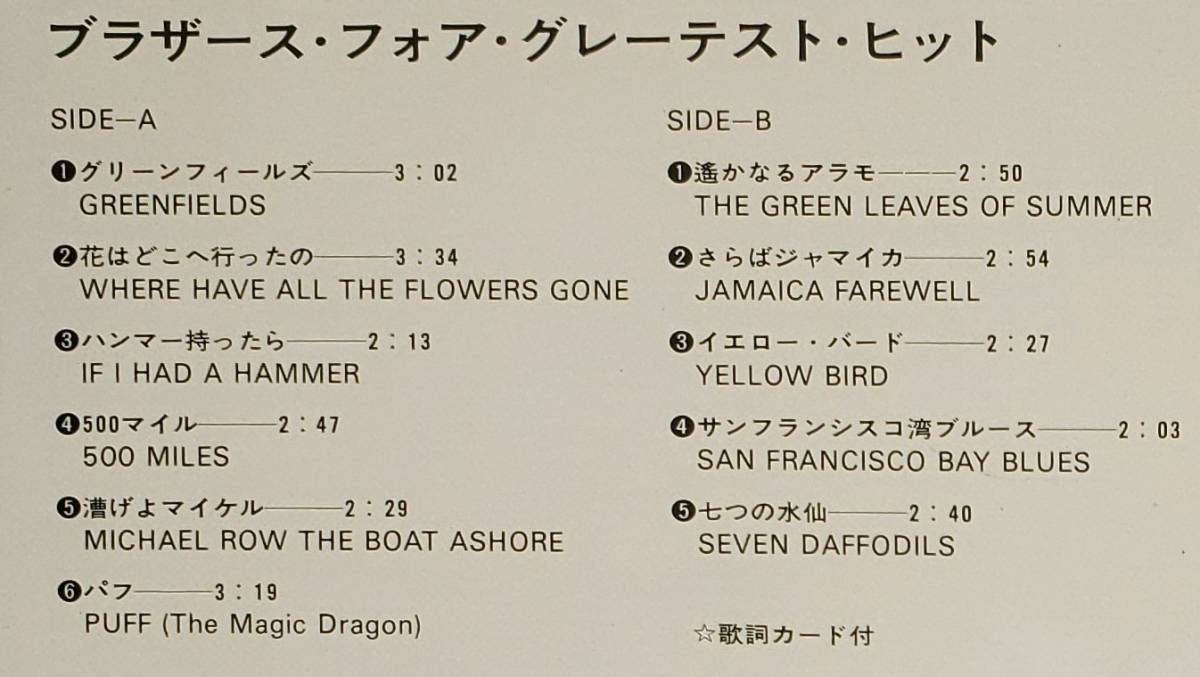 ブラザース・フォア・グレーテスト・ヒット
SIDE—A
❶グリーンフィールズ———3：02
GREENFIELDS
❷花はどこへ行ったの———3：34
WHERE HAVE ALL THE FLOWERS GONE
❸ハンマー持ったら———2：13
IF I HAD A HAMMER
❹500マイル———2：47
500 MILES
❺漕げよマイケル———2：29
MICHAEL ROW THE BOAT ASHORE
❻パフ———3：19
PUFF (The Magic Dragon)
SIDE—B
❶遙かなるアラモ———2：50
THE GREEN LEAVES OF SUMMER
❷さらばジャマイカ———2：54
JAMAICA FAREWELL
❸イエロー・バード———2：27
YELLOW BIRD
❹サンフランシスコ湾ブルース———2：03
SAN FRANCISCO BAY BLUES
❺七つの水仙———2：40
SEVEN DAFFODILS
☆歌詞カード付